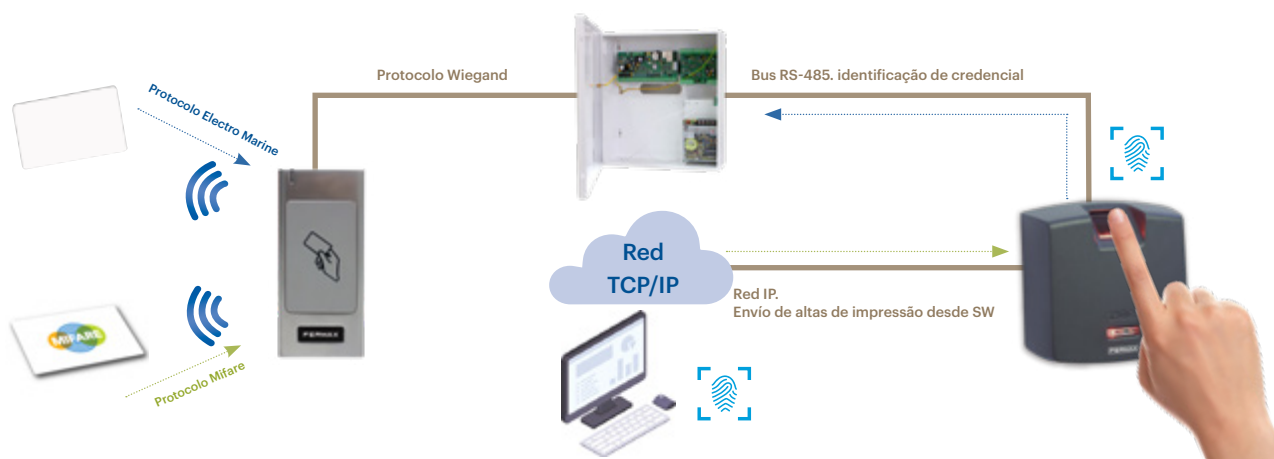 Protocolo Wiegand
Bus RS-485. identificação de credencial
Protocolo Electro Marine
Red
TCP/IP
Red IP.
Envío de altas de impressão desde SW
MIFARE
FERMAX
FERMAX
Protocolo Mifare